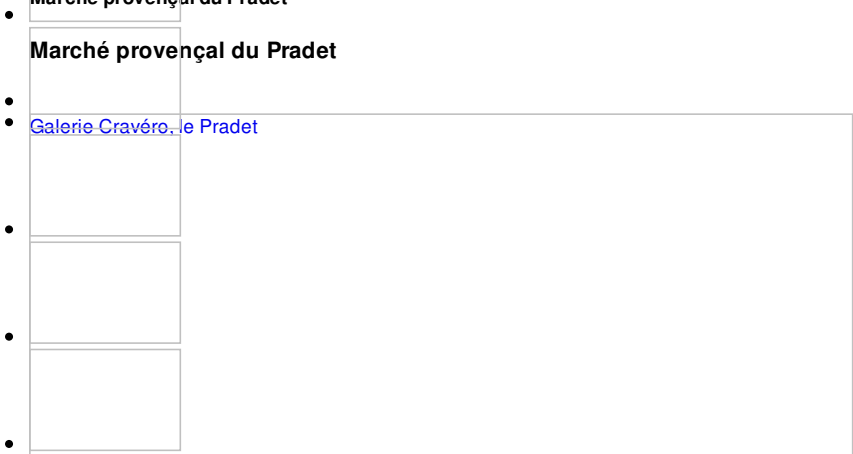 Marché provençal du Pradet
Marché provençal du Pradet
Galerie Cravéro, le Pradet